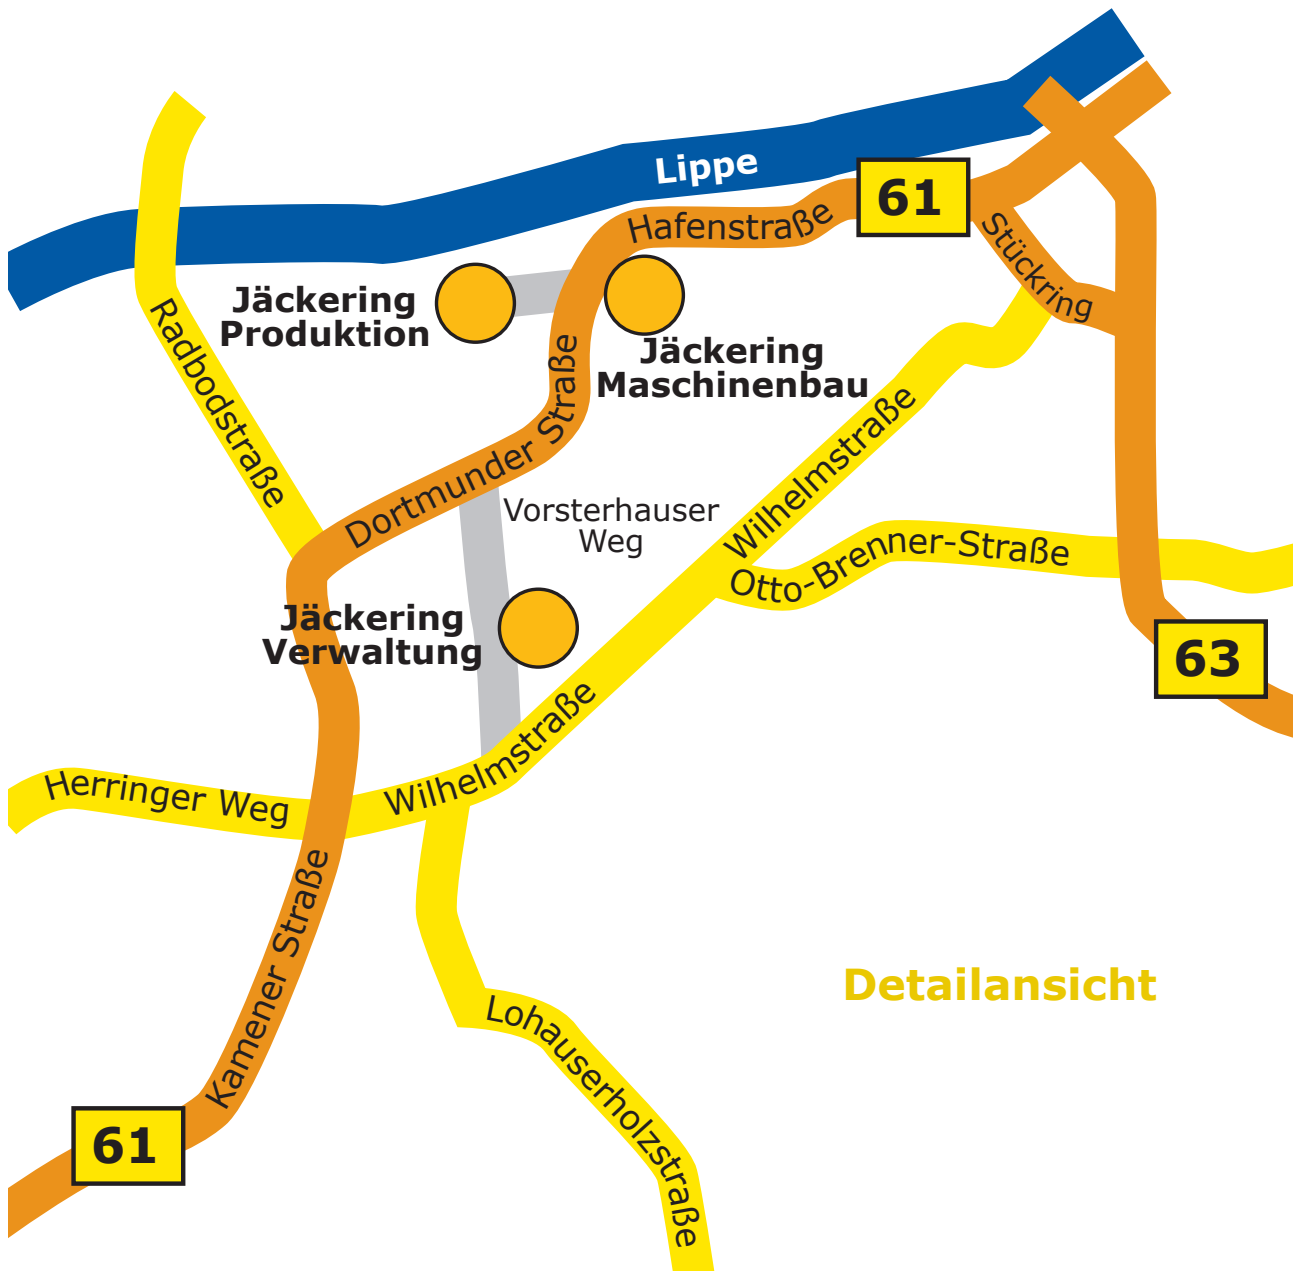 Lippe
61
Hafenstraße
Stückring
Jäckering
Produktion
Radbodstraße
Jäckering
Maschinenbau
Dortmunder Straße
Wilhelmstraße
Vorsterhauser
Weg
Otto-Brenner-Straße
Jäckering
Verwaltung
63
Wilhelmstraße
Herringer Weg
Kamener Straße
Detailansicht
Lohauserholzstraße
61